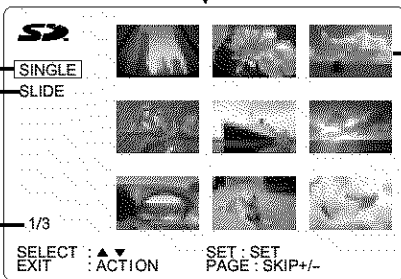 SD
SINGLE
SLIDE
1/3
SELECT : ▲ ▼ SET : SET
EXIT : ACTION PAGE : SKIP+/–